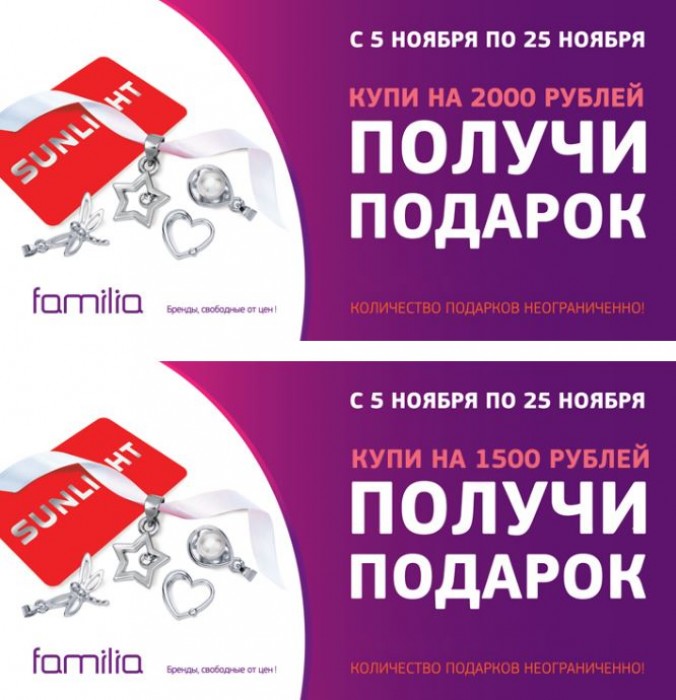 С 5 НОЯБРЯ ПО 25 НОЯБРЯ
КУПИ НА 2000 РУБЛЕЙ
ПОЛУЧИ
ПОДАРОК
SUNLIGHT
familia
Бренды, свободные от цен!
КОЛИЧЕСТВО ПОДАРКОВ НЕОГРАНИЧЕННО!
С 5 НОЯБРЯ ПО 25 НОЯБРЯ
КУПИ НА 1500 РУБЛЕЙ
ПОЛУЧИ
ПОДАРОК
SUNLIGHT
familia
Бренды, свободные от цен!
КОЛИЧЕСТВО ПОДАРКОВ НЕОГРАНИЧЕННО!